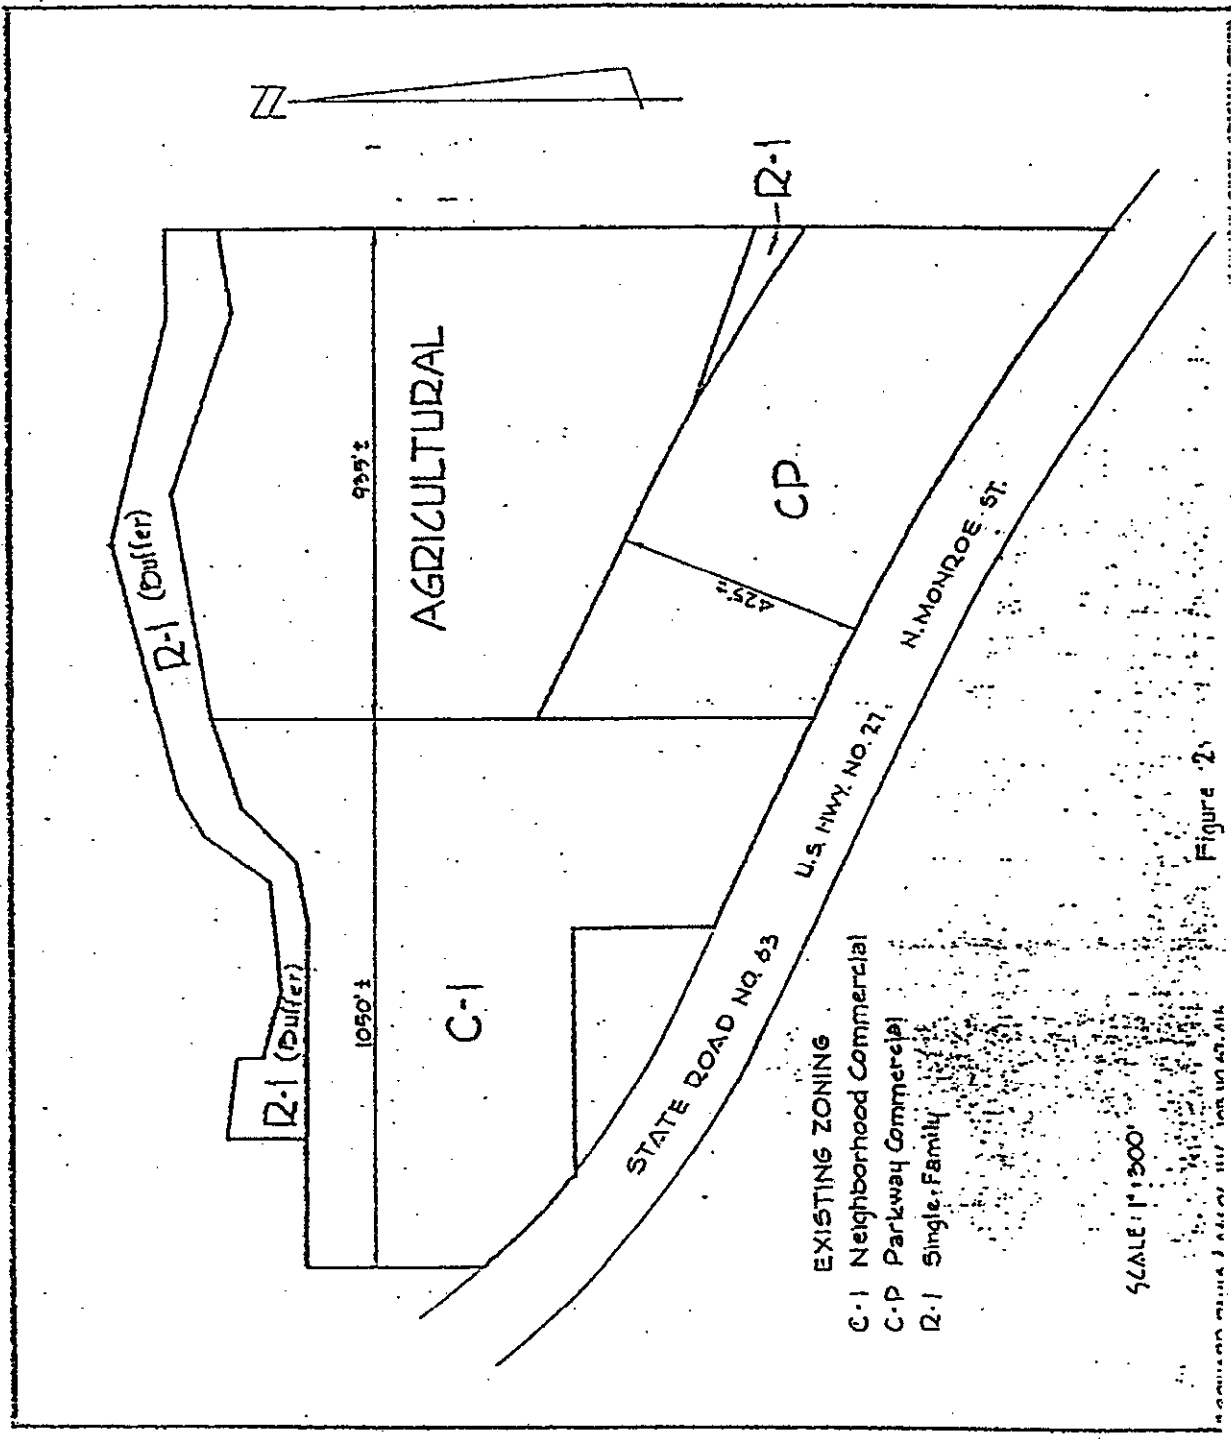 N
R-1 (Buffer)
R-1 (Buffer)
1050'±
935'±
C-1
AGRICULTURAL
R-1
CP
425'±
STATE ROAD NO. 63
U.S. HWY. NO. 27
N. MONROE ST.
EXISTING ZONING
C-1 Neighborhood Commercial
C-P Parkway Commercial
R-1 Single Family
SCALE: 1":300'
Figure 2